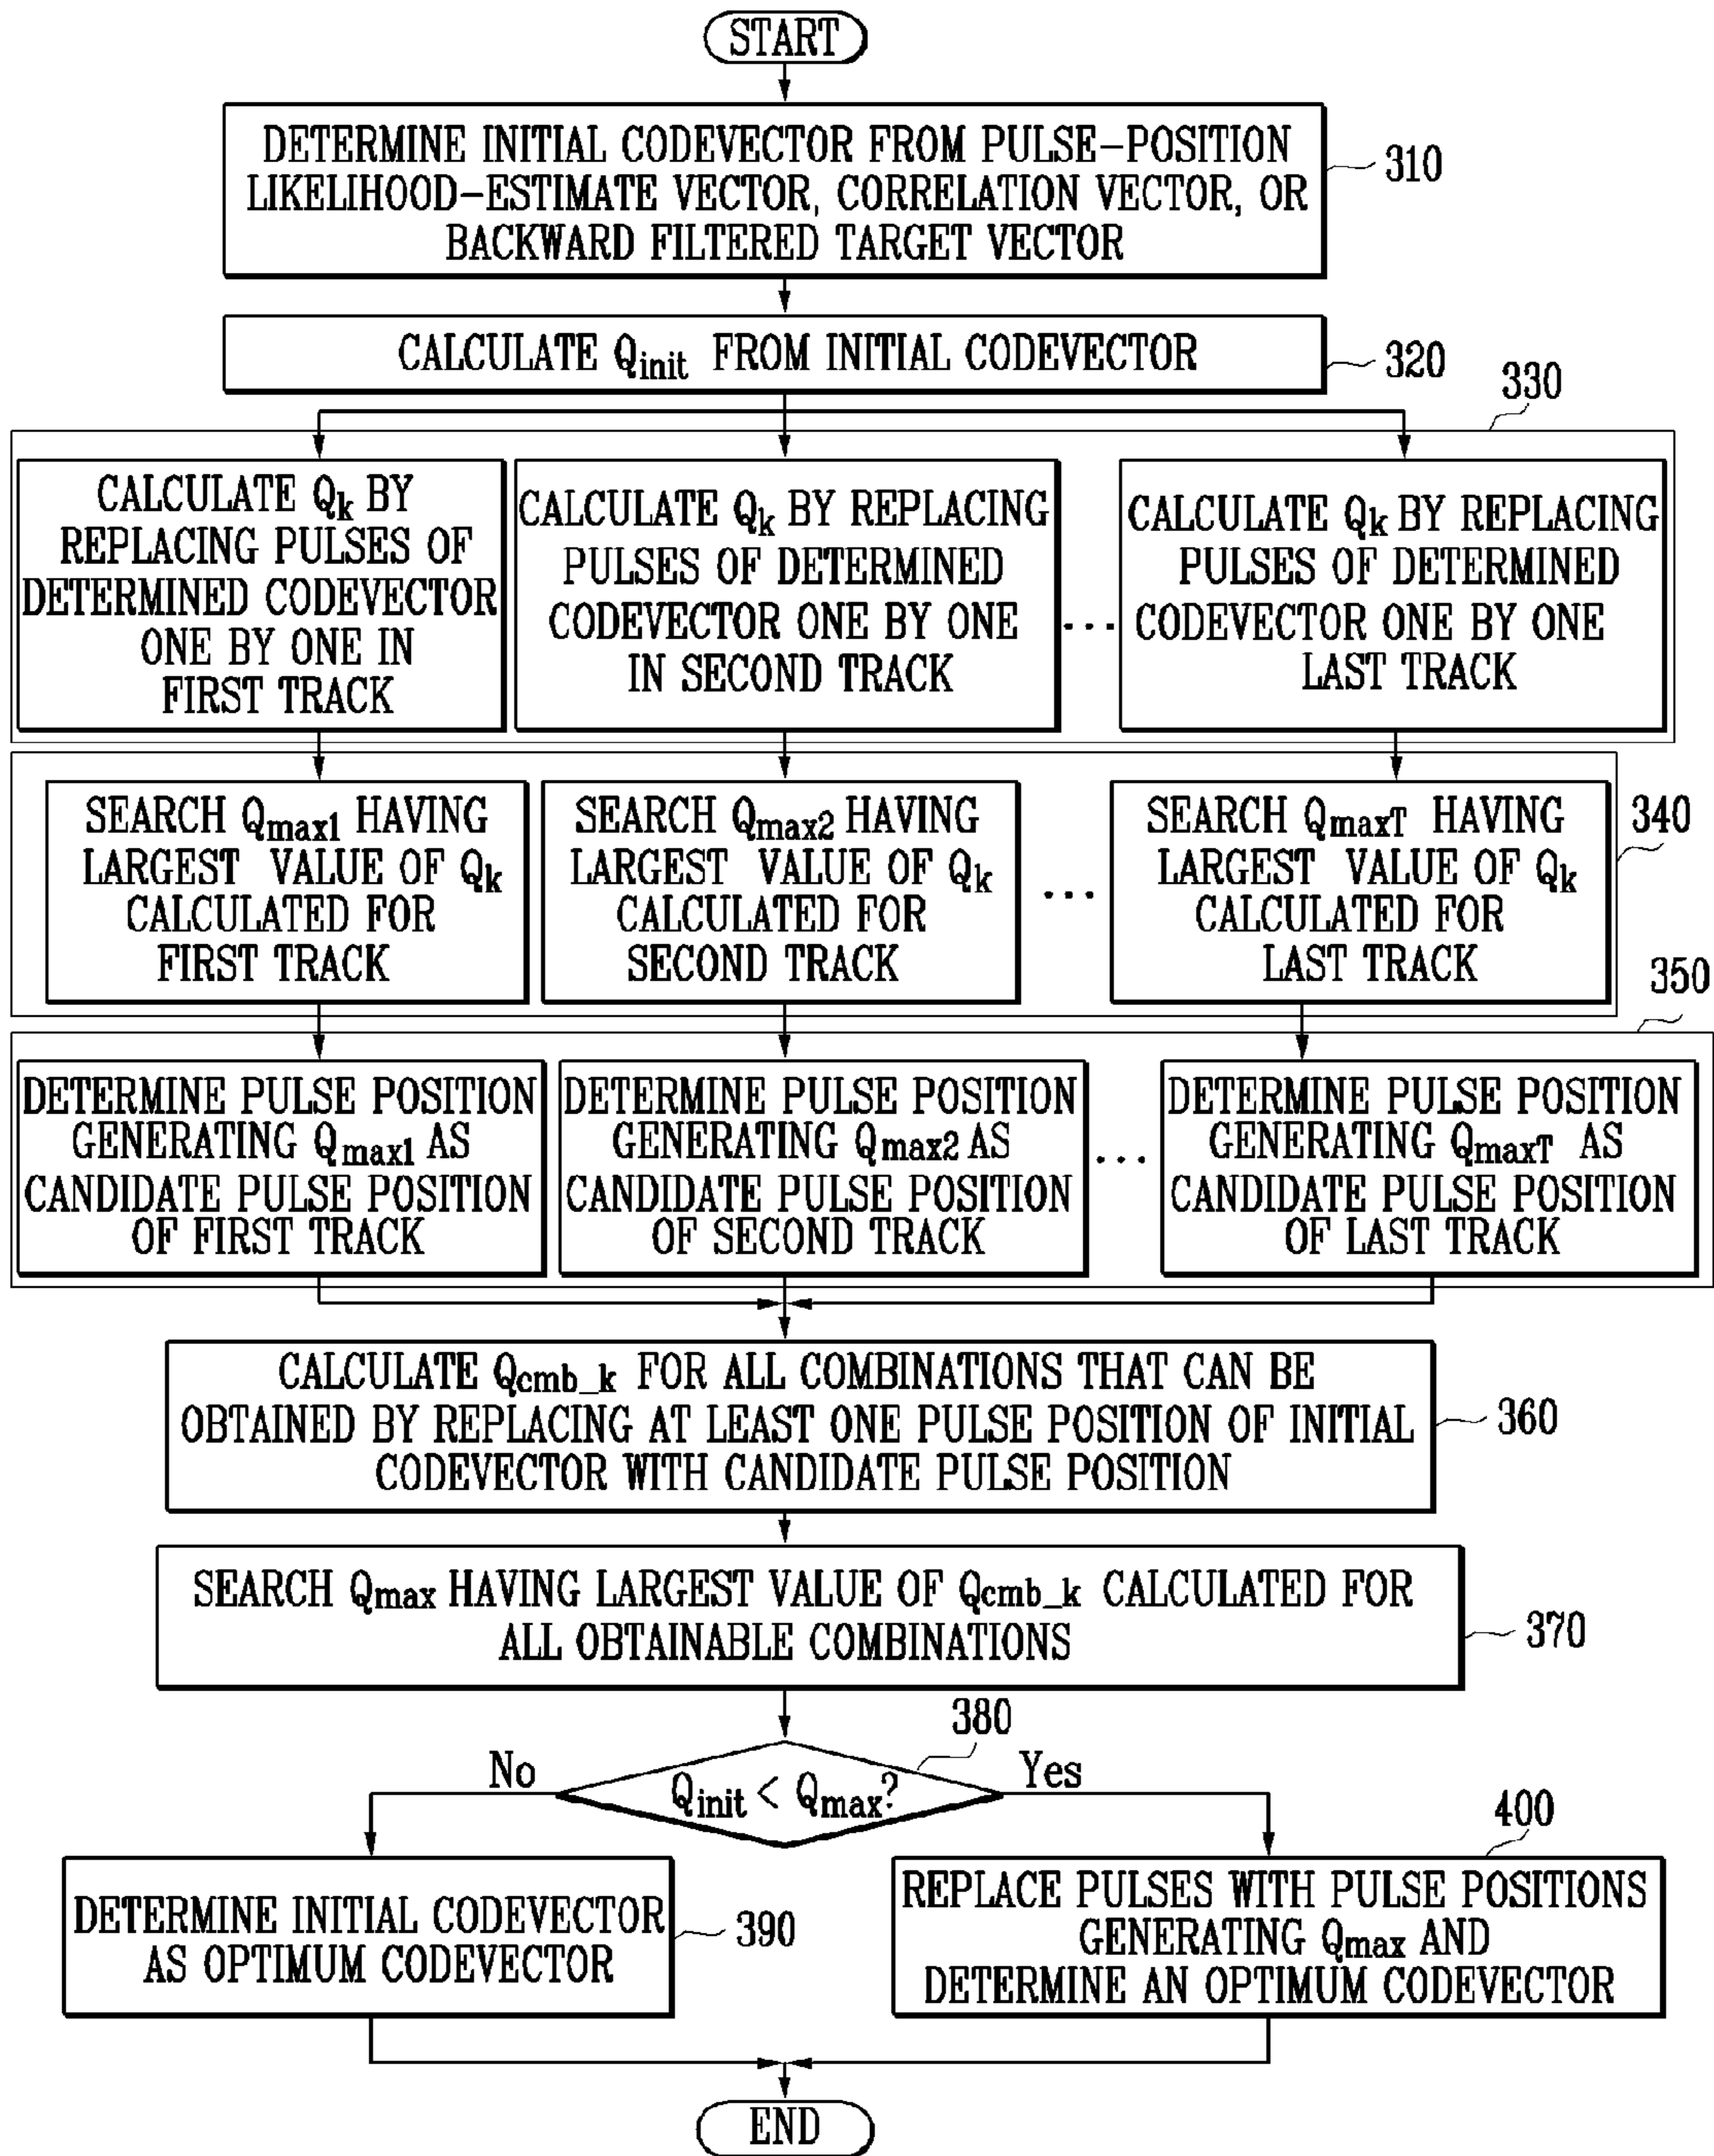 START
DETERMINE INITIAL CODEVECTOR FROM PULSE-POSITION
LIKELIHOOD-ESTIMATE VECTOR, CORRELATION VECTOR, OR
BACKWARD FILTERED TARGET VECTOR
310
CALCULATE Qinit FROM INITIAL CODEVECTOR
320
330
CALCULATE Qk BY
REPLACING PULSES OF
DETERMINED CODEVECTOR
ONE BY ONE IN
FIRST TRACK
CALCULATE Qk BY REPLACING
PULSES OF DETERMINED
CODEVECTOR ONE BY ONE
IN SECOND TRACK
...
CALCULATE Qk BY REPLACING
PULSES OF DETERMINED
CODEVECTOR ONE BY ONE
LAST TRACK
SEARCH Qmax1 HAVING
LARGEST VALUE OF Qk
CALCULATED FOR
FIRST TRACK
SEARCH Qmax2 HAVING
LARGEST VALUE OF Qk
CALCULATED FOR
SECOND TRACK
...
SEARCH QmaxT HAVING
LARGEST VALUE OF Qk
CALCULATED FOR
LAST TRACK
340
350
DETERMINE PULSE POSITION
GENERATING Qmax1 AS
CANDIDATE PULSE POSITION
OF FIRST TRACK
DETERMINE PULSE POSITION
GENERATING Qmax2 AS
CANDIDATE PULSE POSITION
OF SECOND TRACK
...
DETERMINE PULSE POSITION
GENERATING QmaxT AS
CANDIDATE PULSE POSITION
OF LAST TRACK
CALCULATE Qcmb_k FOR ALL COMBINATIONS THAT CAN BE
OBTAINED BY REPLACING AT LEAST ONE PULSE POSITION OF INITIAL
CODEVECTOR WITH CANDIDATE PULSE POSITION
360
SEARCH Qmax HAVING LARGEST VALUE OF Qcmb_k CALCULATED FOR
ALL OBTAINABLE COMBINATIONS
370
380
No
Qinit < Qmax?
Yes
DETERMINE INITIAL CODEVECTOR
AS OPTIMUM CODEVECTOR
390
400
REPLACE PULSES WITH PULSE POSITIONS
GENERATING Qmax AND
DETERMINE AN OPTIMUM CODEVECTOR
END